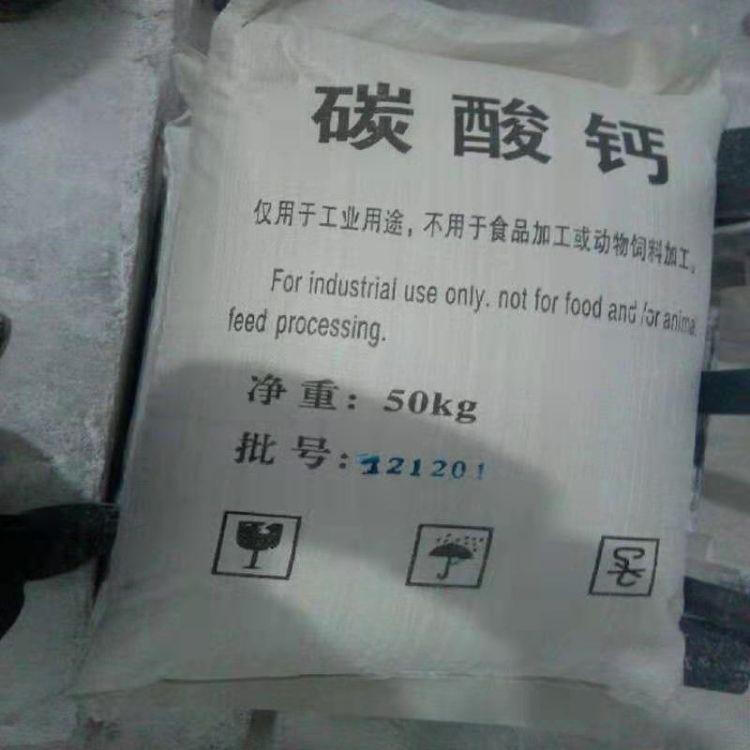 碳酸钙
仅用于工业用途，不用于食品加工或动物饲料加工。
For industrial use only. not for food and /or anima
feed processing.
净重：50kg
批号：121201